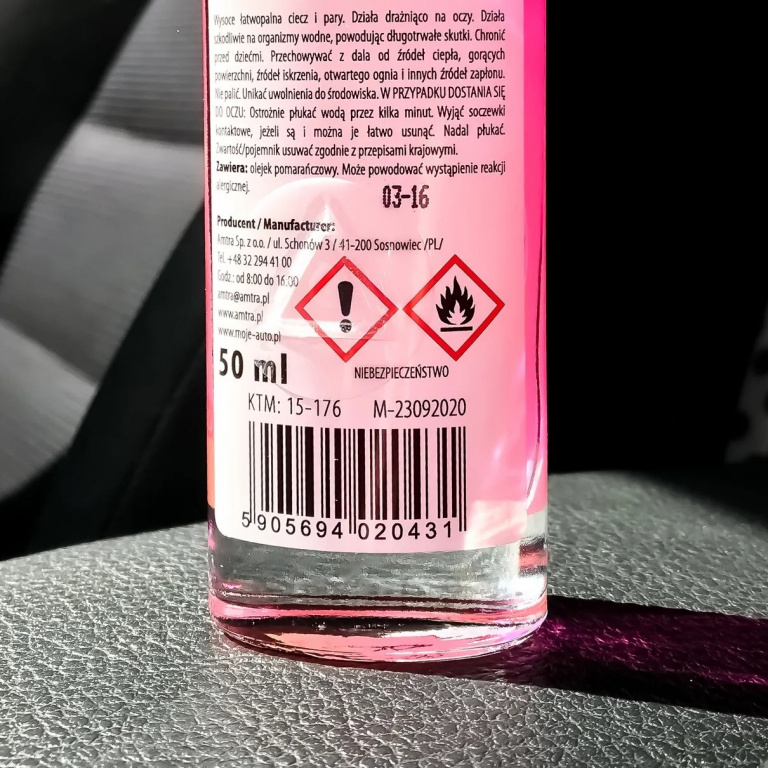 Wysoce łatwopalna ciecz i pary. Działa drażniąco na oczy. Działa
szkodliwie na organizmy wodne, powodując długotrwałe skutki. Chronić
przed dziećmi. Przechowywać z dala od źródeł ciepła, gorących
powierzchni, źródeł iskrzenia, otwartego ognia i innych źródeł zapłonu.
Nie palić. Unikać uwolnienia do środowiska. W PRZYPADKU DOSTANIA SIĘ
DO OCZU: Ostrożnie płukać wodą przez kilka minut. Wyjąć soczewki
kontaktowe, jeżeli są i można je łatwo usunąć. Nadal płukać.
Zawartość/pojemnik usuwać zgodnie z przepisami krajowymi.
Zawiera: olejek pomarańczowy. Może powodować wystąpienie reakcji
alergicznej.
03-16
Producent / Manufacturer:
Amtra Sp. z o.o. / ul. Schonów 3 / 41-200 Sosnowiec /PL/
Tel. +48 32 294 41 00
Godz.: od 8:00 do 16:00
amtra@amtra.pl
www.amtra.pl
www.moje-auto.pl
50 ml
NIEBEZPIECZEŃSTWO
KTM: 15-176 M-23092020
5 905694 020431